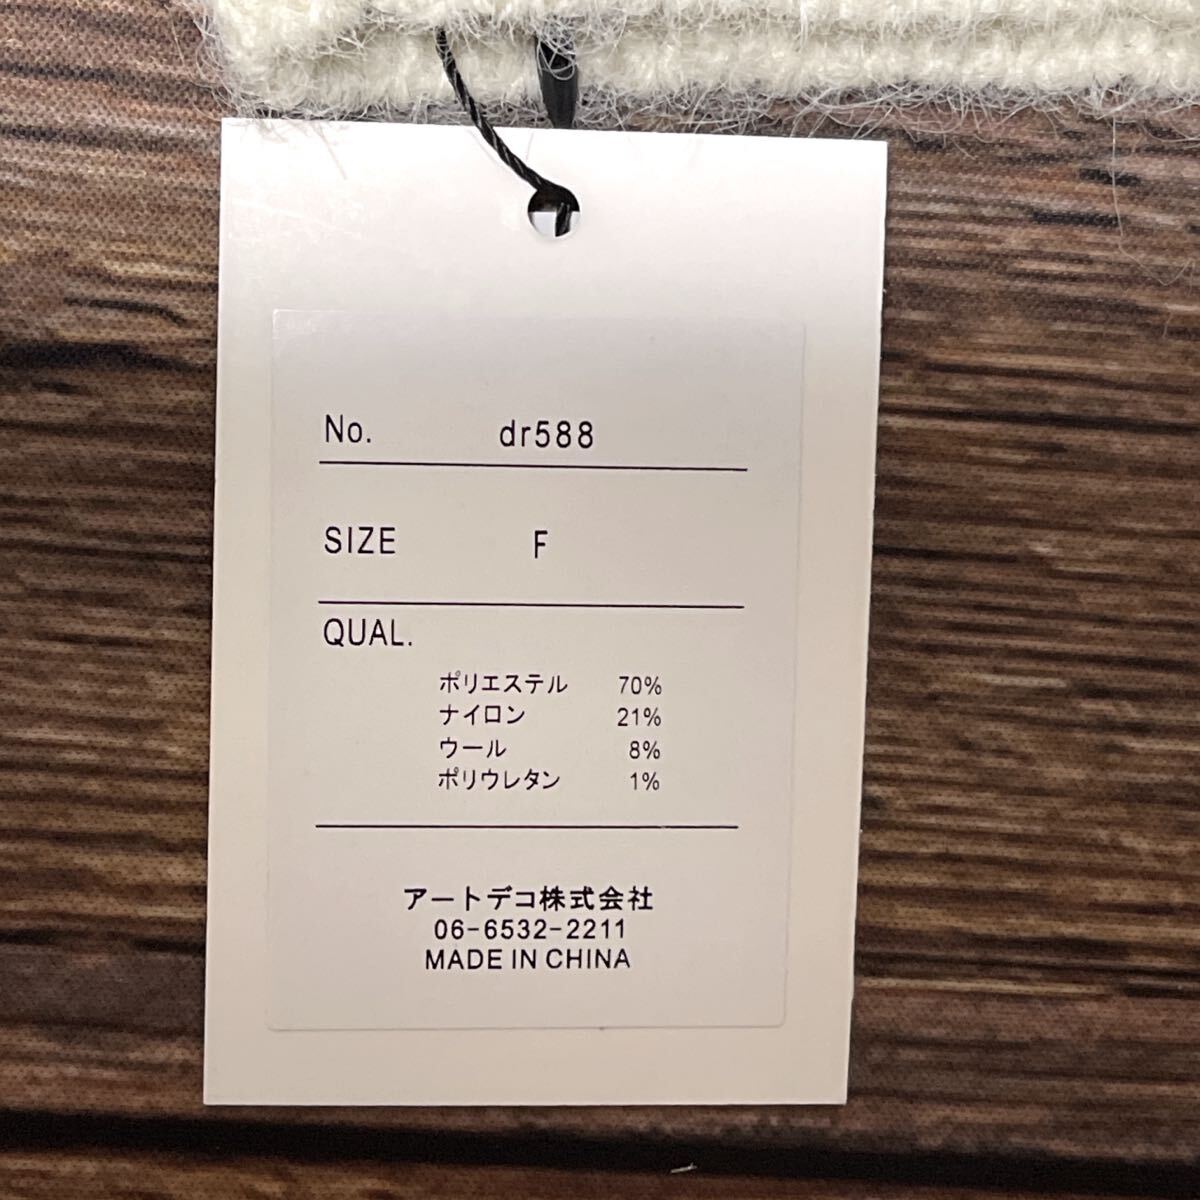 No. dr588
SIZE F
QUAL.
ポリエステル 70%
ナイロン 21%
ウール 8%
ポリウレタン 1%
アートデコ株式会社
06-6532-2211
MADE IN CHINA